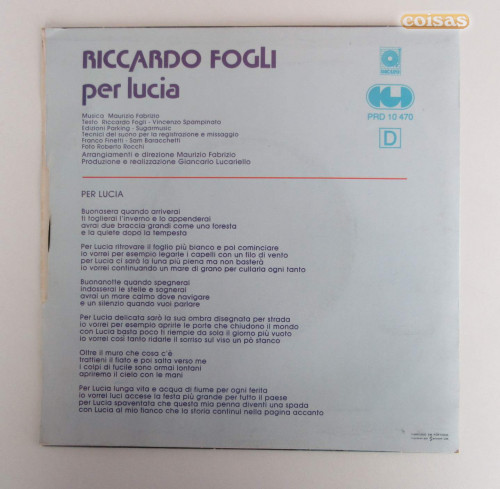 coisas
RICCARDO FOGLI
per lucia
PRD 10 470
D
Musica Maurizio Fabrizio
Testo Riccardo Fogli - Vincenzo Spampinato
Edizioni Parking - Sugarmusic
Tecnici del suono per la registrazione e missaggio
Franco Finetti - Sam Baracchetti
Foto Roberto Rocchi
Arrangiamenti e direzione Maurizio Fabrizio
Produzione e realizzazione Giancarlo Lucariello
PER LUCIA
Buonasera quando arriverai
ti toglierai l'inverno e lo appenderai
avrai due braccia grandi come una foresta
e la quiete dopo la tempesta
Per Lucia ritrovare il foglio più bianco e poi cominciare
io vorrei per esempio legarle i capelli con un filo di vento
per Lucia ci sarà la luna più piena ma non basterà
io vorrei continuando un mare di grano per cullarla ogni tanto
Buonanotte quando spegnerai
indosserai le stelle e sognerai
avrai un mare calmo dove navigare
e un silenzio quando vuoi parlare
Per Lucia delicata sarò la sua ombra disegnata per strada
io vorrei per esempio aprirle le porte che chiudono il mondo
con Lucia basta poco ti riempie da sola il giorno più vuoto
io vorrei così tanto ridarle il sorriso sul viso un pò stanco
Oltre il muro che cosa c'è
trattieni il fiato e poi salta verso me
I colpi di fucile sono ormai lontani
apriremo il cielo con le mani
Per Lucia lunga vita e acqua di fiume per ogni ferita
io vorrei luci accese la festa più grande per tutto il paese
per Lucia spaventata che questa mia penna diventi una spada
con Lucia al mio fianco che la storia continui nella pagina accanto